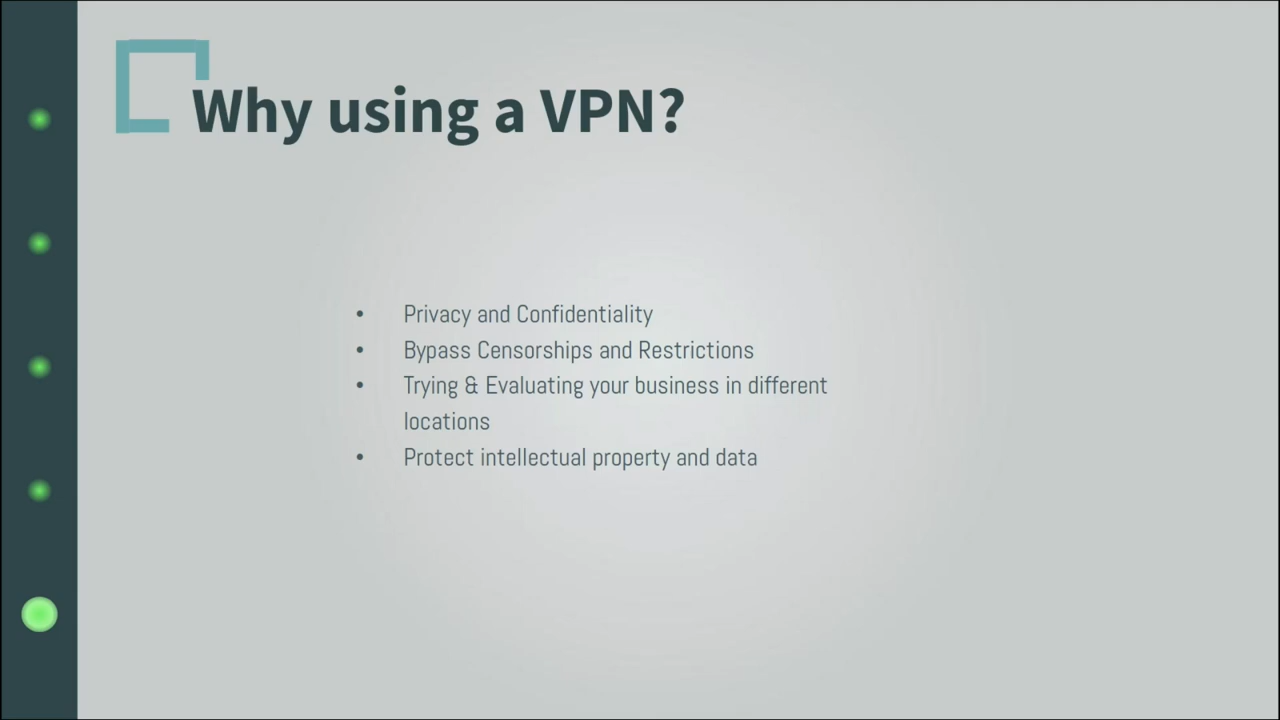 Why using a VPN?
• Privacy and Confidentiality
• Bypass Censorships and Restrictions
• Trying & Evaluating your business in different
locations
• Protect intellectual property and data